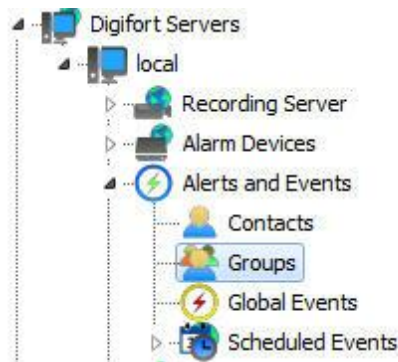 Digifort Servers
local
Recording Server
Alarm Devices
Alerts and Events
Contacts
Groups
Global Events
Scheduled Events